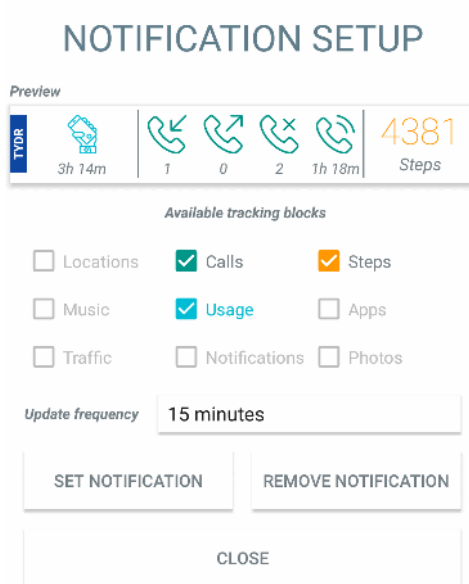 NOTIFICATION SETUP
Preview
TYDR
3h 14m 1 0 2 1h 18m 4381 Steps
Available tracking blocks
Locations Calls Steps
Music Usage Apps
Traffic Notifications Photos
Update frequency 15 minutes
SET NOTIFICATION REMOVE NOTIFICATION
CLOSE